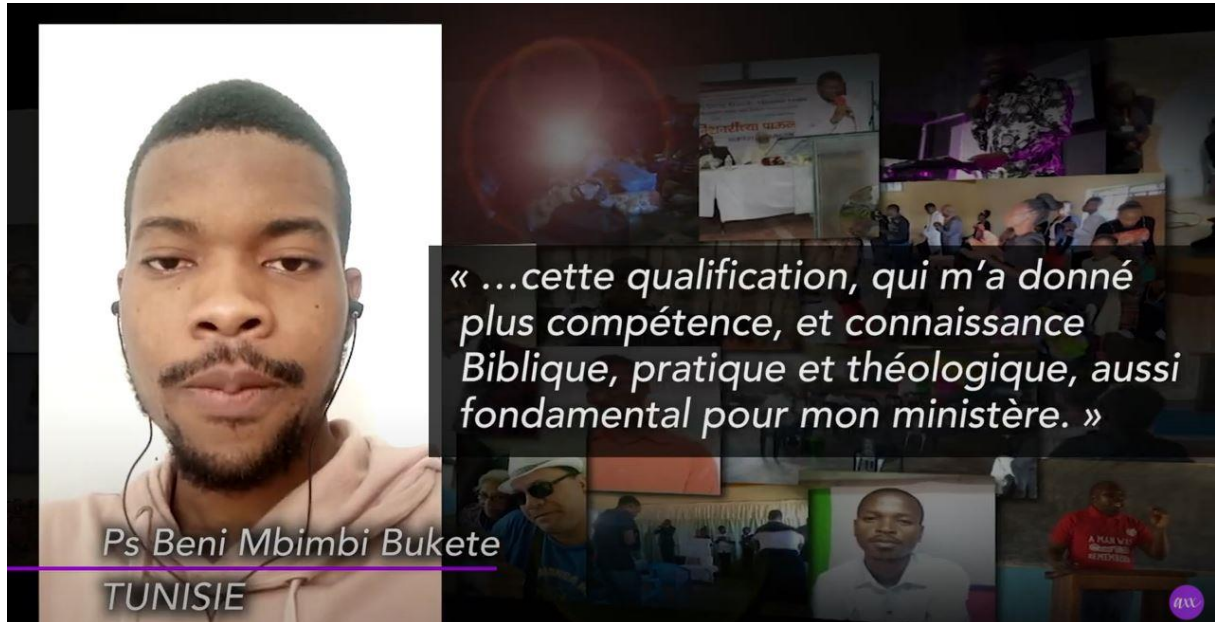 « ...cette qualification, qui m'a donné
plus compétence, et connaissance
Biblique, pratique et théologique, aussi
fondamental pour mon ministère. »
Ps Beni Mbimbi Bukete
TUNISIE
axx